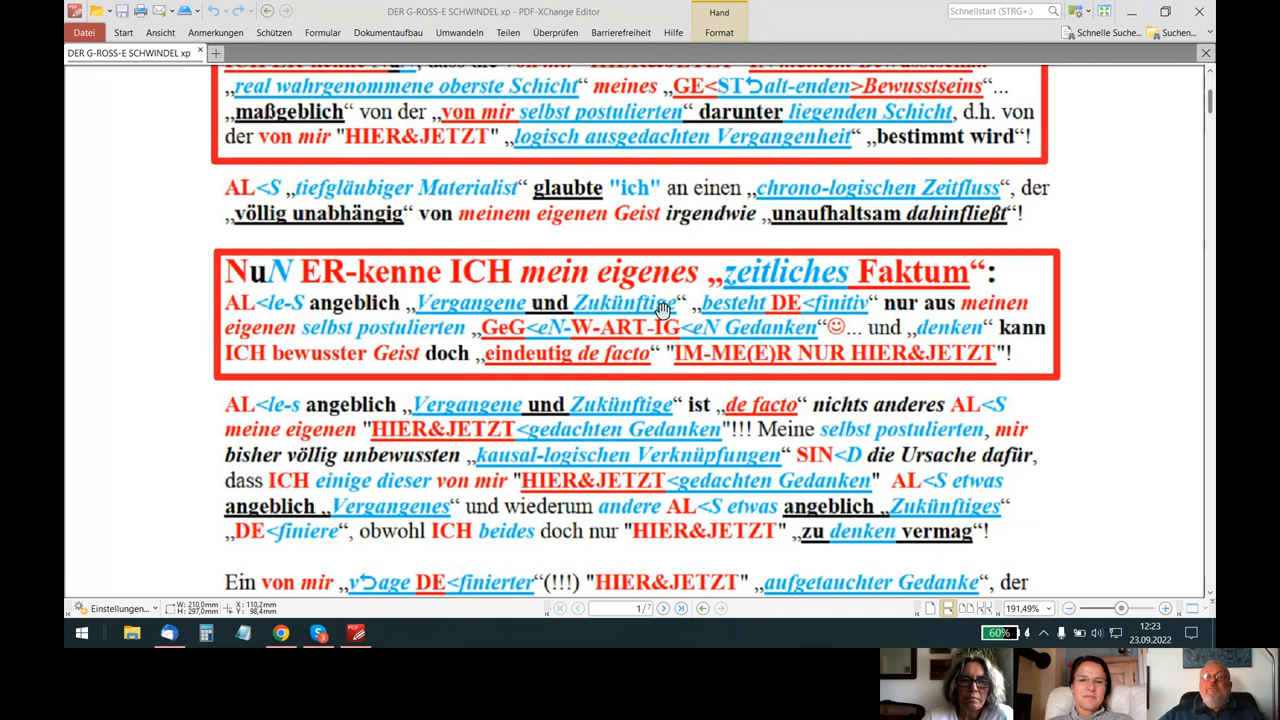 DER G-ROSS-E SCHWINDEL xp - PDF-XChange Editor
Hand
Schnellstart (STRG+.)
Datei Start Ansicht Anmerkungen Schützen Formular Dokumentaufbau Umwandeln Teilen Überprüfen Barrierefreiheit Hilfe Format
Schnelle Suche... Suchen...
DER G-ROSS-E SCHWINDEL xp
„real wahrgenommene oberste Schicht“ meines „GE<STכalt-enden>Bewusstseins“...
„maßgeblich“ von der „von mir selbst postulierten“ darunter liegenden Schicht, d.h. von
der von mir "HIER&JETZT" „logisch ausgedachten Vergangenheit“ „bestimmt wird“!
AL<S „tiefgläubiger Materialist“ glaubte "ich" an einen „chrono-logischen Zeitfluss“, der
„völlig unabhängig“ von meinem eigenen Geist irgendwie „unaufhaltsam dahinfließt“!
NuN ER-kenne ICH mein eigenes „zeitliches Faktum“:
AL<le-S angeblich „Vergangene und Zukünftige“ „besteht DE<finitiv“ nur aus meinen
eigenen selbst postulierten „GeG<eN-W-ART-IG<eN Gedanken“☺... und „denken“ kann
ICH bewusster Geist doch „eindeutig de facto“ "IM-ME(E)R NUR HIER&JETZT"!
AL<le-s angeblich „Vergangene und Zukünftige“ ist „de facto“ nichts anderes AL<S
meine eigenen "HIER&JETZT<gedachten Gedanken"!!! Meine selbst postulierten, mir
bisher völlig unbewussten „kausal-logischen Verknüpfungen“ SIN<D die Ursache dafür,
dass ICH einige dieser von mir "HIER&JETZT<gedachten Gedanken" AL<S etwas
angeblich „Vergangenes“ und wiederum andere AL<S etwas angeblich „Zukünftiges“
„DE<finiere“, obwohl ICH beides doch nur "HIER&JETZT" „zu denken vermag“!
Ein von mir „vכage DE<finierter“(!!!) "HIER&JETZT" „aufgetauchter Gedanke“, der
Einstellungen... W: 210,0mm H: 297,0mm X: 110,2mm Y: 98,4mm 1/7 191,49%
60% 12:23
23.09.2022